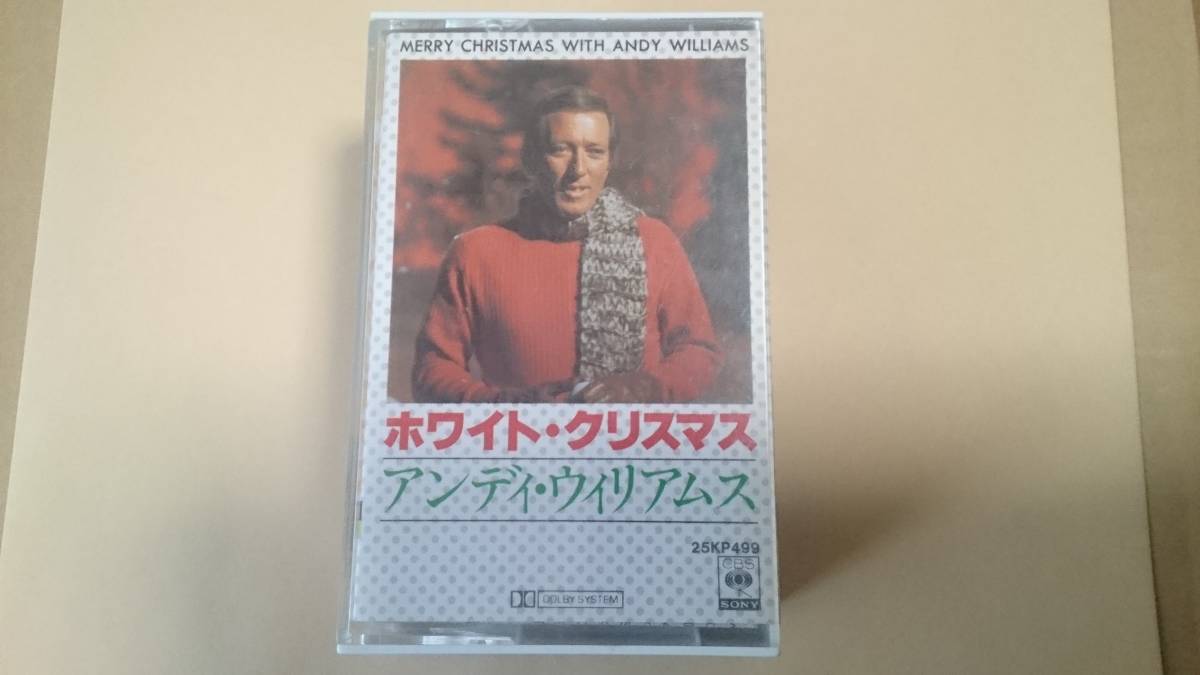 MERRY CHRISTMAS WITH ANDY WILLIAMS
ホワイト・クリスマス
アンディ・ウィリアムス
25KP499
CBS
SONY
DOLBY SYSTEM